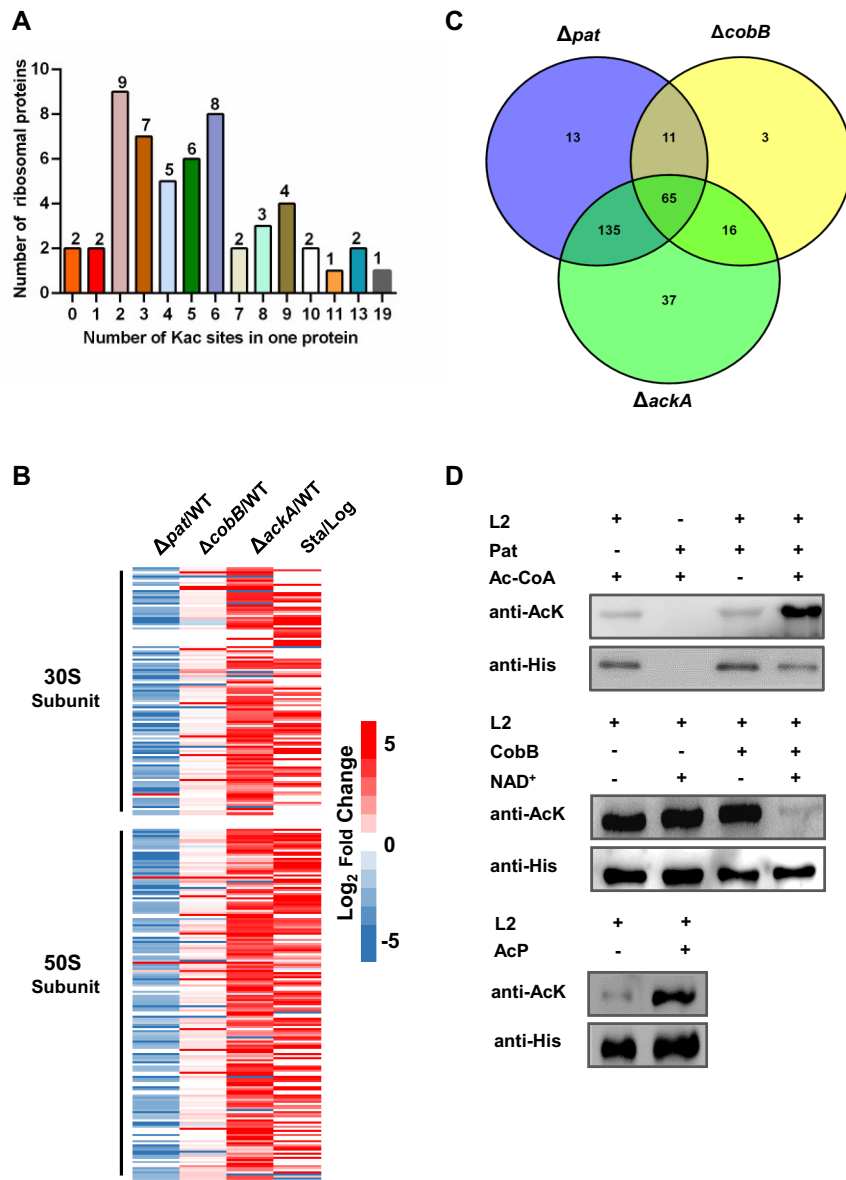 A
Number of ribosomal proteins
10
8
6
4
2
0
2 2 9 7 5 6 8 2 3 4 2 1 2 1
0 1 2 3 4 5 6 7 8 9 10 11 13 19
Number of Kac sites in one protein
B
Δpat/WT ΔcobB/WT ΔackA/WT Sta/Log
30S
Subunit
50S
Subunit
Log2 Fold Change
5
0
-5
C
Δpat ΔcobB
13 11 3
65
135 16
37
ΔackA
D
L2 + - + +
Pat - + + +
Ac-CoA + + - +
anti-AcK
anti-His
L2 + + + +
CobB - - + +
NAD+ - + - +
anti-AcK
anti-His
L2 + +
AcP - +
anti-AcK
anti-His